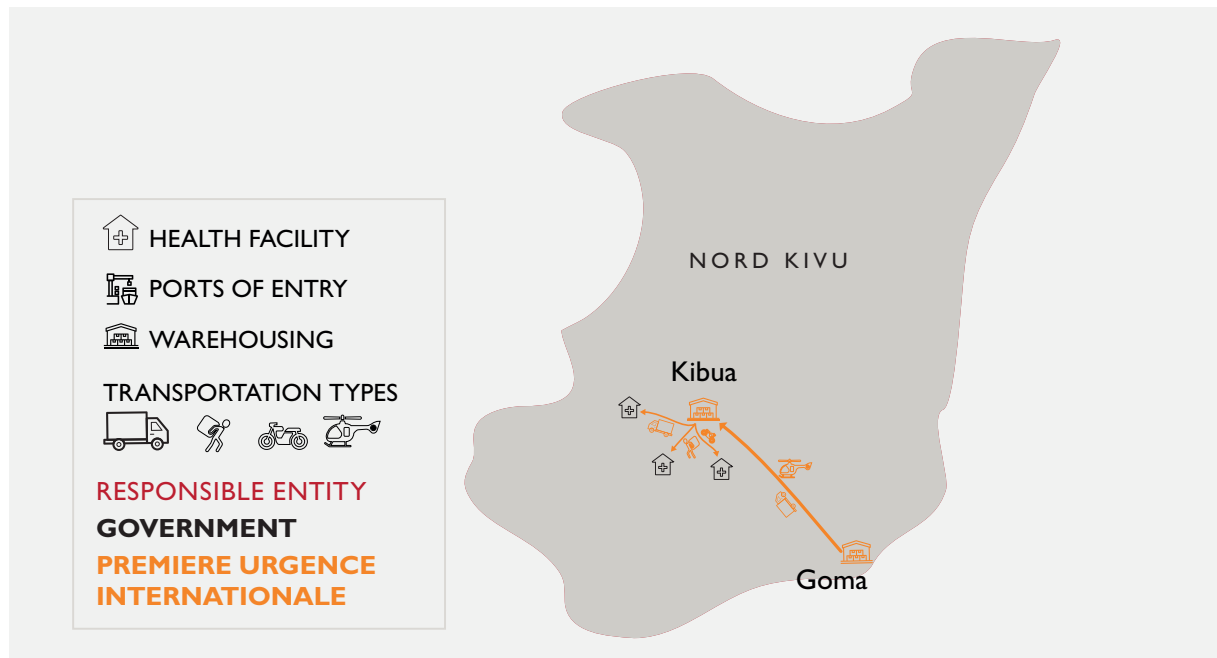 HEALTH FACILITY
PORTS OF ENTRY
WAREHOUSING
TRANSPORTATION TYPES
RESPONSIBLE ENTITY
GOVERNMENT
PREMIERE URGENCE
INTERNATIONALE
NORD KIVU
Kibua
Goma